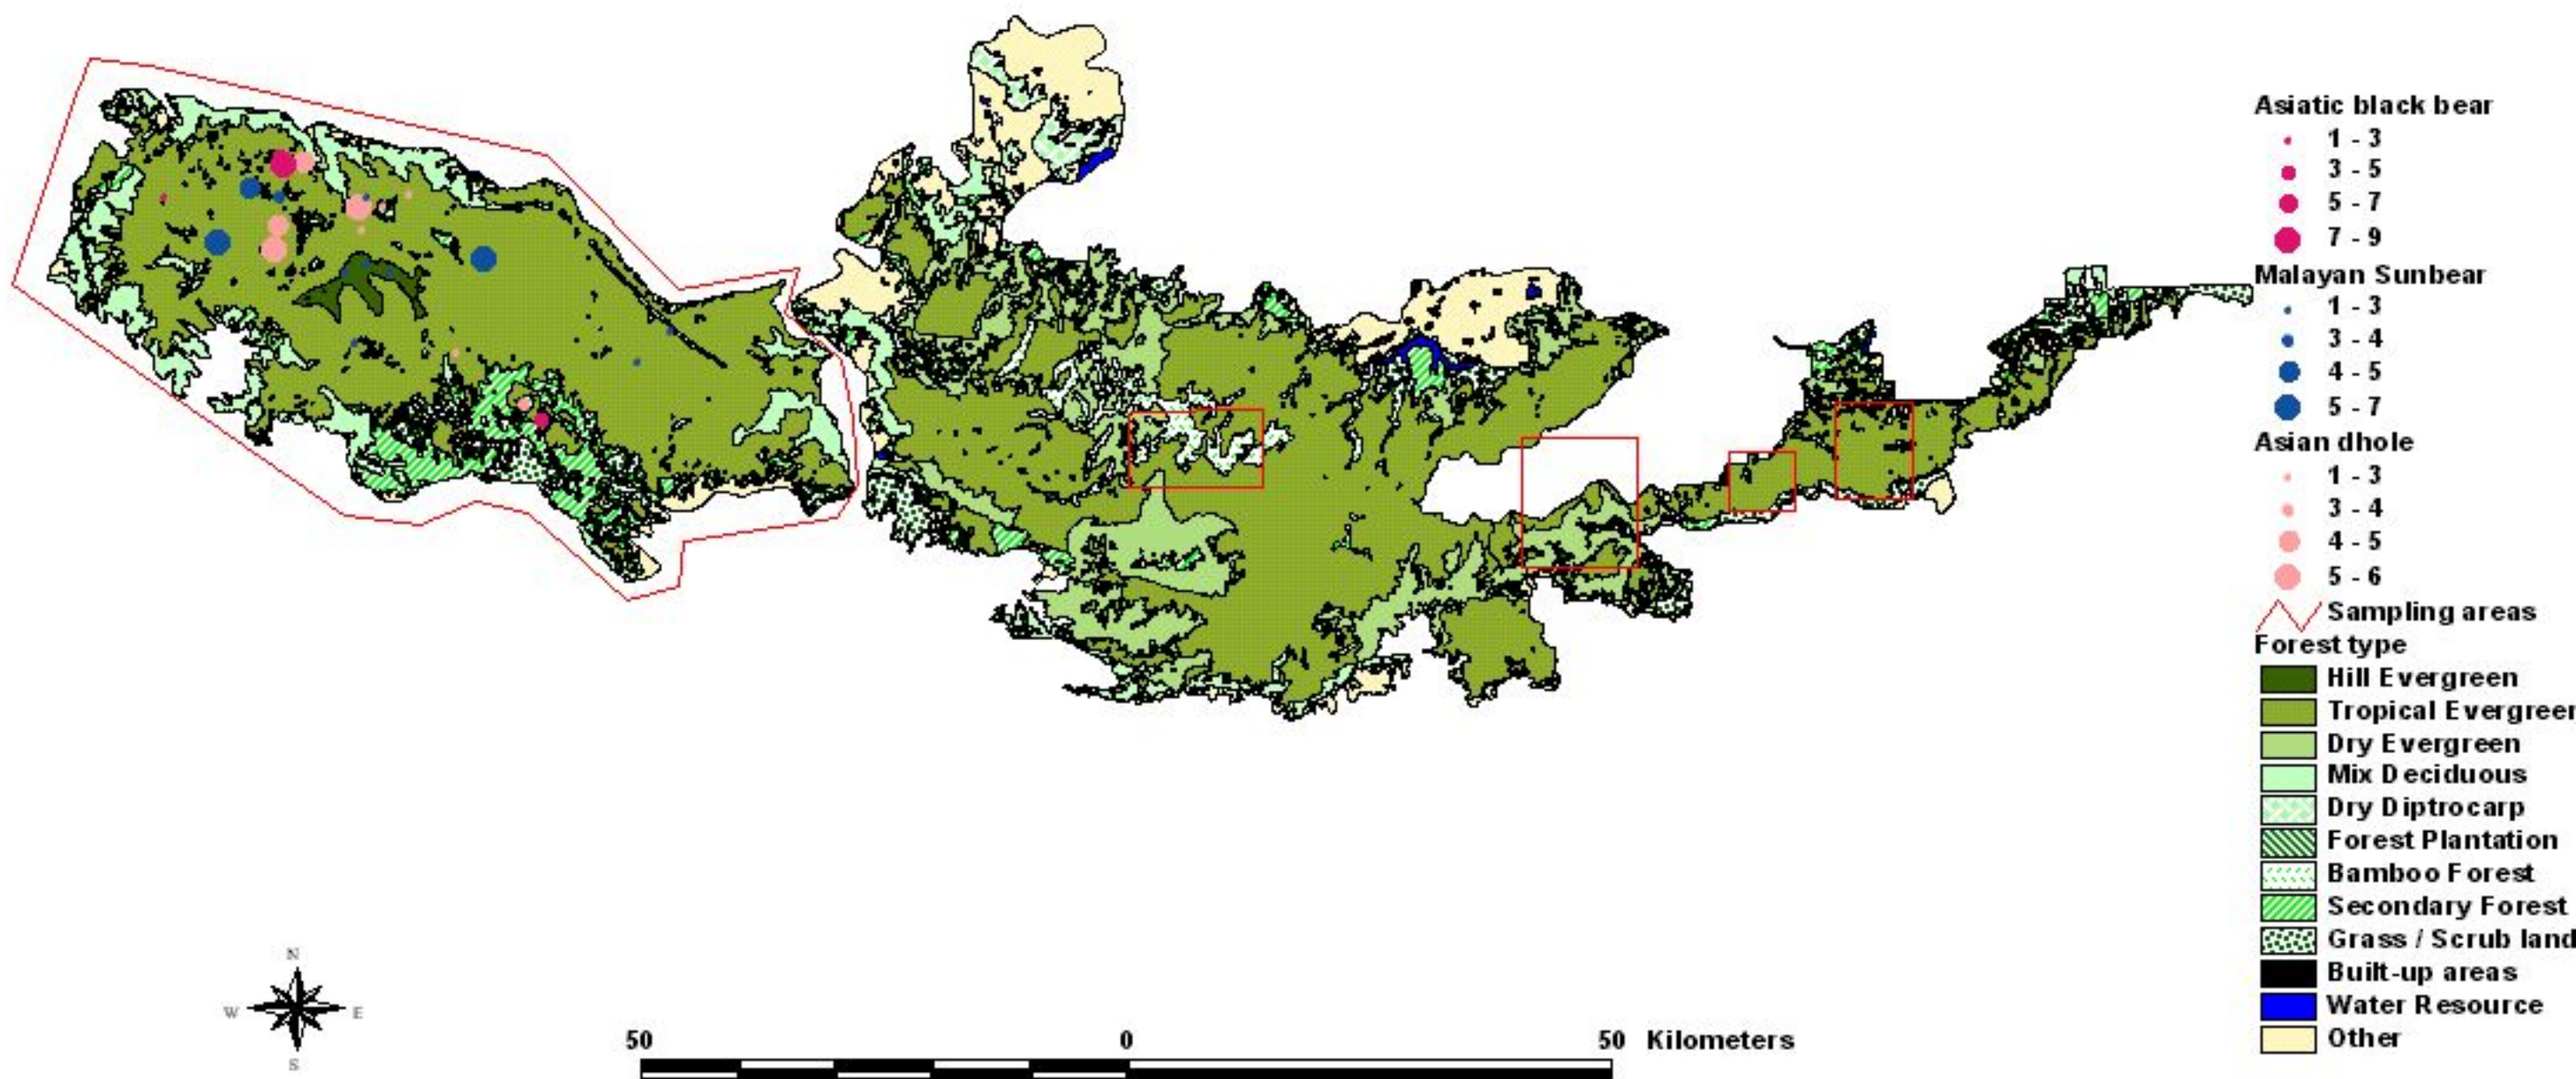 Asiatic black bear
1 - 3
3 - 5
5 - 7
7 - 9
Malayan Sunbear
1 - 3
3 - 4
4 - 5
5 - 7
Asian dhole
1 - 3
3 - 4
4 - 5
5 - 6
Sampling areas
Forest type
Hill Evergreen
Tropical Evergreen
Dry Evergreen
Mix Deciduous
Dry Diptrocarp
Forest Plantation
Bamboo Forest
Secondary Forest
Grass / Scrub land
Built-up areas
Water Resource
Other
N
W E
S
50 0 50 Kilometers